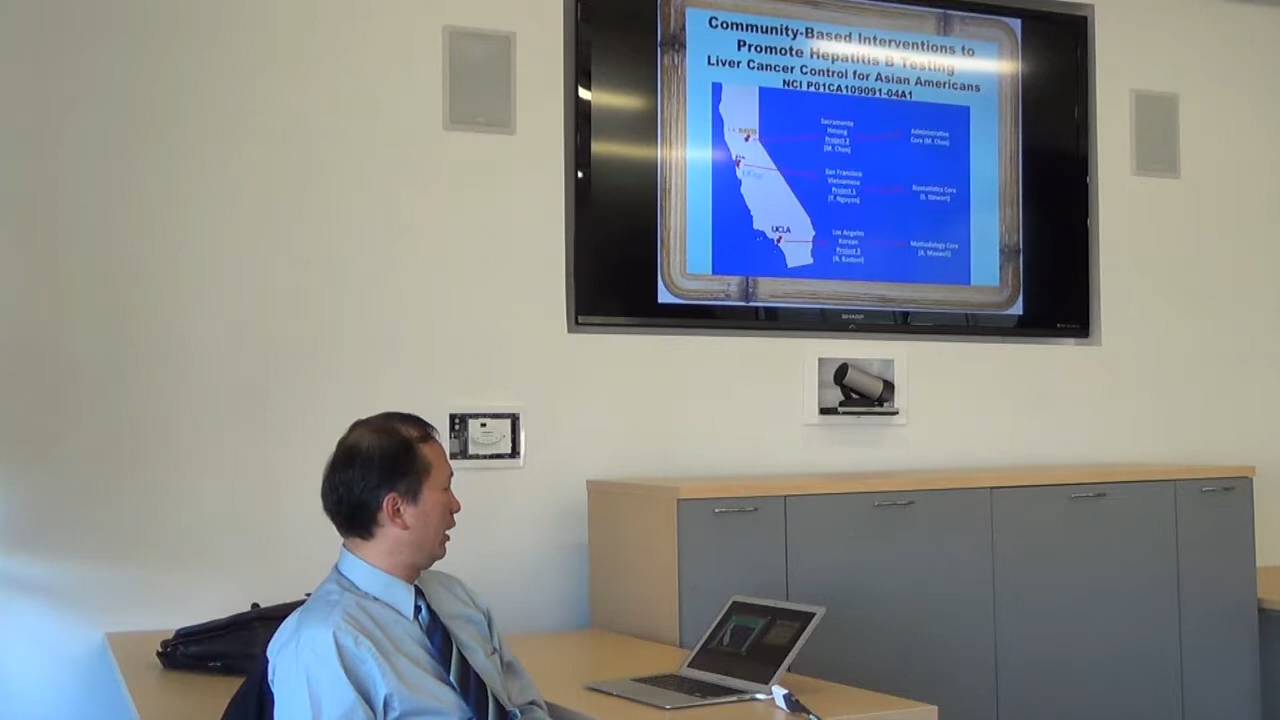 Community-Based Interventions to
Promote Hepatitis B Testing
Liver Cancer Control for Asian Americans
NCI P01CA109091-04A1
DAVIS
Sacramento
Hmong
Project 2
[M. Chen]
Administrative
Core [M. Chen]
San Francisco
Vietnamese
Project 1
[T. Nguyen]
Biostatistics Core
[S. Stewart]
UCLA
Los Angeles
Korean
Project 3
[R. Bastani]
Methodology Core
SHARP